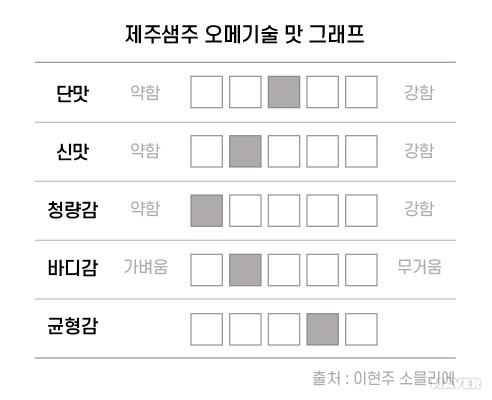 제주샘주 오메기술 맛 그래프
단맛 약함 강함
신맛 약함 강함
청량감 약함 강함
바디감 가벼움 무거움
균형감
출처 : 이현주 소믈리에
NAVER